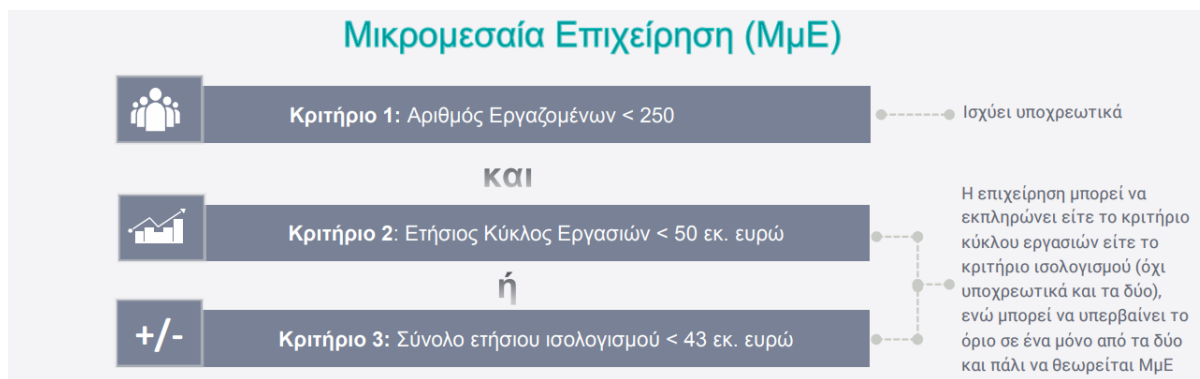 Μικρομεσαία Επιχείρηση (ΜμΕ)
Κριτήριο 1: Αριθμός Εργαζομένων < 250
Ισχύει υποχρεωτικά
και
Κριτήριο 2: Ετήσιος Κύκλος Εργασιών < 50 εκ. ευρώ
ή
+/-
Κριτήριο 3: Σύνολο ετήσιου ισολογισμού < 43 εκ. ευρώ
Η επιχείρηση μπορεί να
εκπληρώνει είτε το κριτήριο
κύκλου εργασιών είτε το
κριτήριο ισολογισμού (όχι
υποχρεωτικά και τα δύο),
ενώ μπορεί να υπερβαίνει το
όριο σε ένα μόνο από τα δύο
και πάλι να θεωρείται ΜμΕ